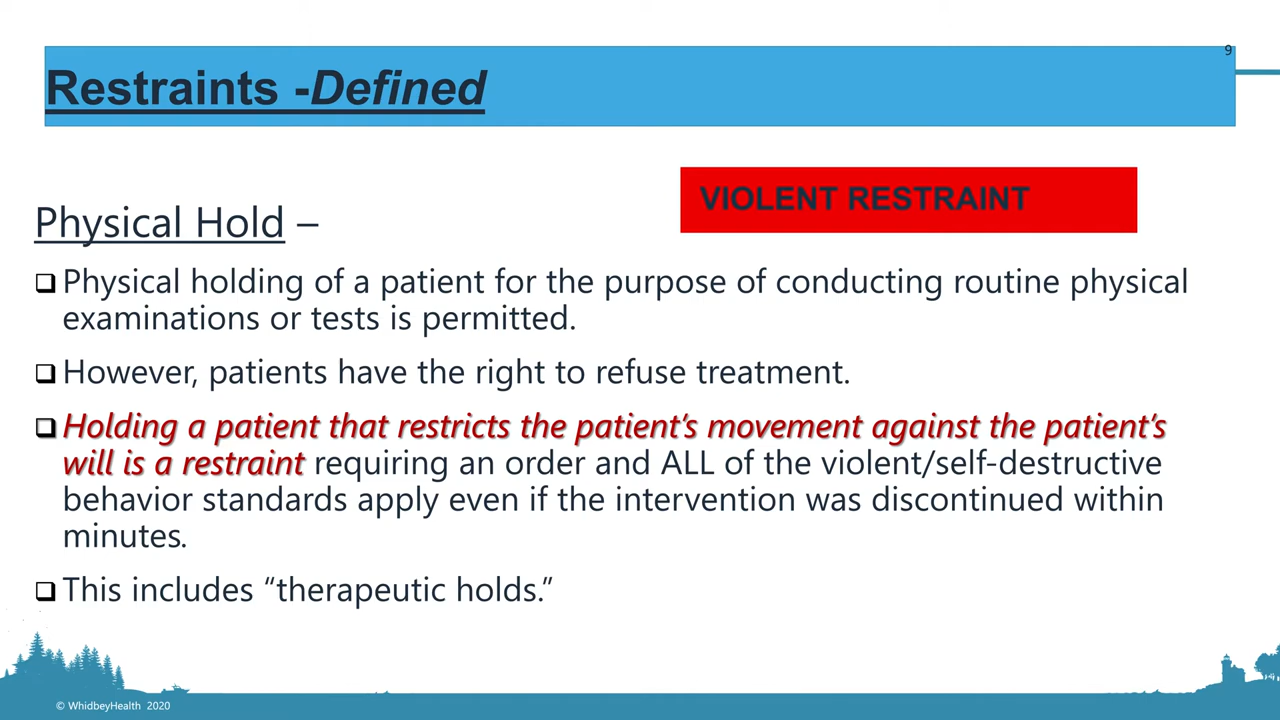 9
Restraints -Defined
VIOLENT RESTRAINT
Physical Hold –
Physical holding of a patient for the purpose of conducting routine physical
examinations or tests is permitted.
However, patients have the right to refuse treatment.
Holding a patient that restricts the patient’s movement against the patient’s
will is a restraint requiring an order and ALL of the violent/self-destructive
behavior standards apply even if the intervention was discontinued within
minutes.
This includes “therapeutic holds.”
© WhidbeyHealth 2020